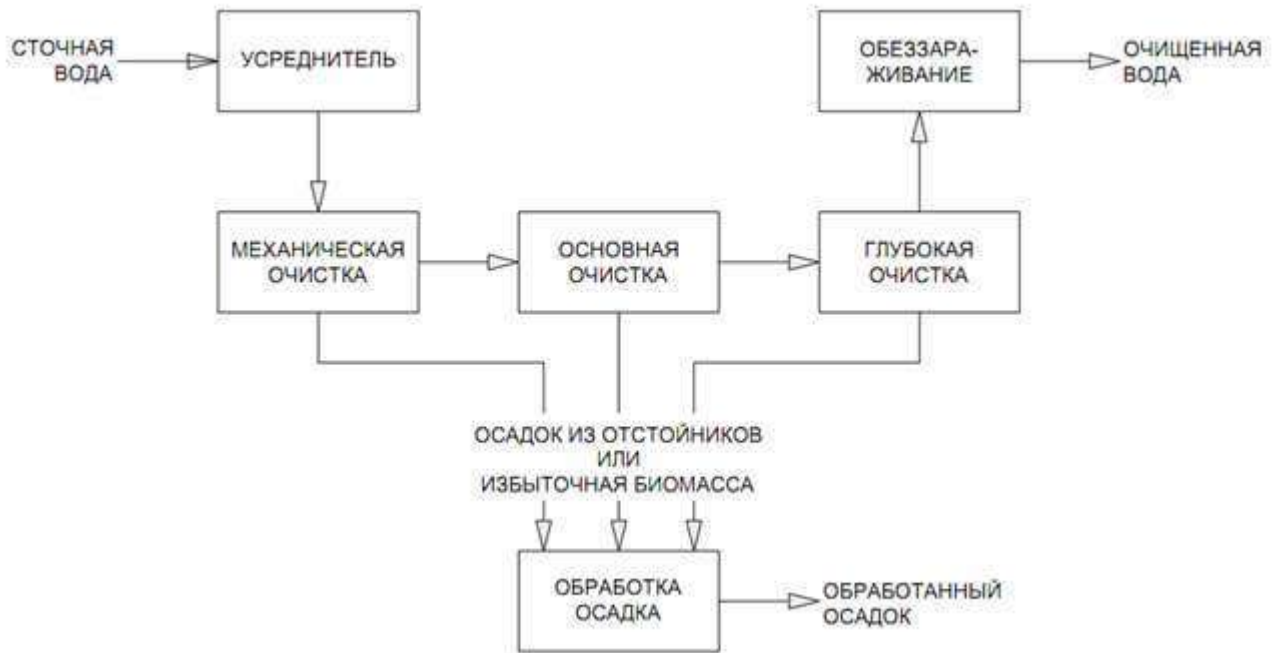 СТОЧНАЯ
ВОДА
УСРЕДНИТЕЛЬ
ОБЕЗЗАРА-
ЖИВАНИЕ
ОЧИЩЕННАЯ
ВОДА
МЕХАНИЧЕСКАЯ
ОЧИСТКА
ОСНОВНАЯ
ОЧИСТКА
ГЛУБОКАЯ
ОЧИСТКА
ОСАДОК ИЗ ОТСТОЙНИКОВ
ИЛИ
ИЗБЫТОЧНАЯ БИОМАССА
ОБРАБОТКА
ОСАДКА
ОБРАБОТАННЫЙ
ОСАДОК